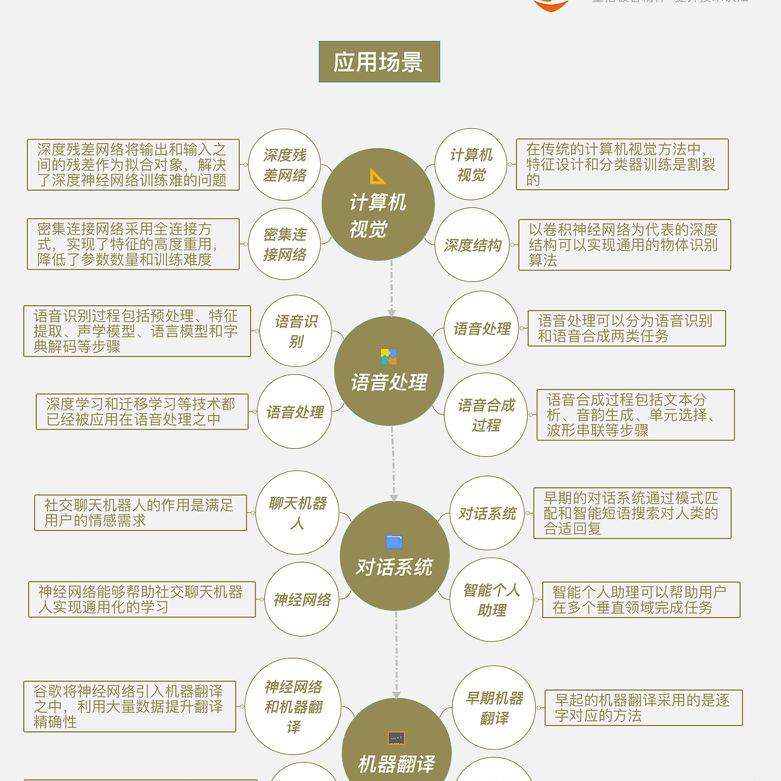 应用场景
深度残差网络将输出和输入之
间的残差作为拟合对象，解决
了深度神经网络训练难的问题
深度残
差网络
计算机
视觉
计算机
视觉
在传统的计算机视觉方法中，
特征设计和分类器训练是割裂
的
密集连接网络采用全连接方
式，实现了特征的高度重用，
降低了参数数量和训练难度
密集连
接网络
深度结构
以卷积神经网络为代表的深度
结构可以实现通用的物体识别
算法
语音识别过程包括预处理、特征
提取、声学模型、语言模型和字
典解码等步骤
语音识
别
语音处理
语音处理
语音处理可以分为语音识别
和语音合成两类任务
深度学习和迁移学习等技术都
已经被应用在语音处理之中
语音处理
语音合成
过程
语音合成过程包括文本分
析、音韵生成、单元选择、
波形串联等步骤
社交聊天机器人的作用是满足
用户的情感需求
聊天机器
人
对话系统
对话系统
早期的对话系统通过模式匹
配和智能短语搜索对人类的
合适回复
神经网络能够帮助社交聊天机器
人实现通用化的学习
神经网络
智能个人
助理
智能个人助理可以帮助用户
在多个垂直领域完成任务
谷歌将神经网络引入机器翻译
之中，利用大量数据提升翻译
精确性
神经网络
和机器翻
译
机器翻译
早期机器
翻译
早起的机器翻译采用的是逐
字对应的方法